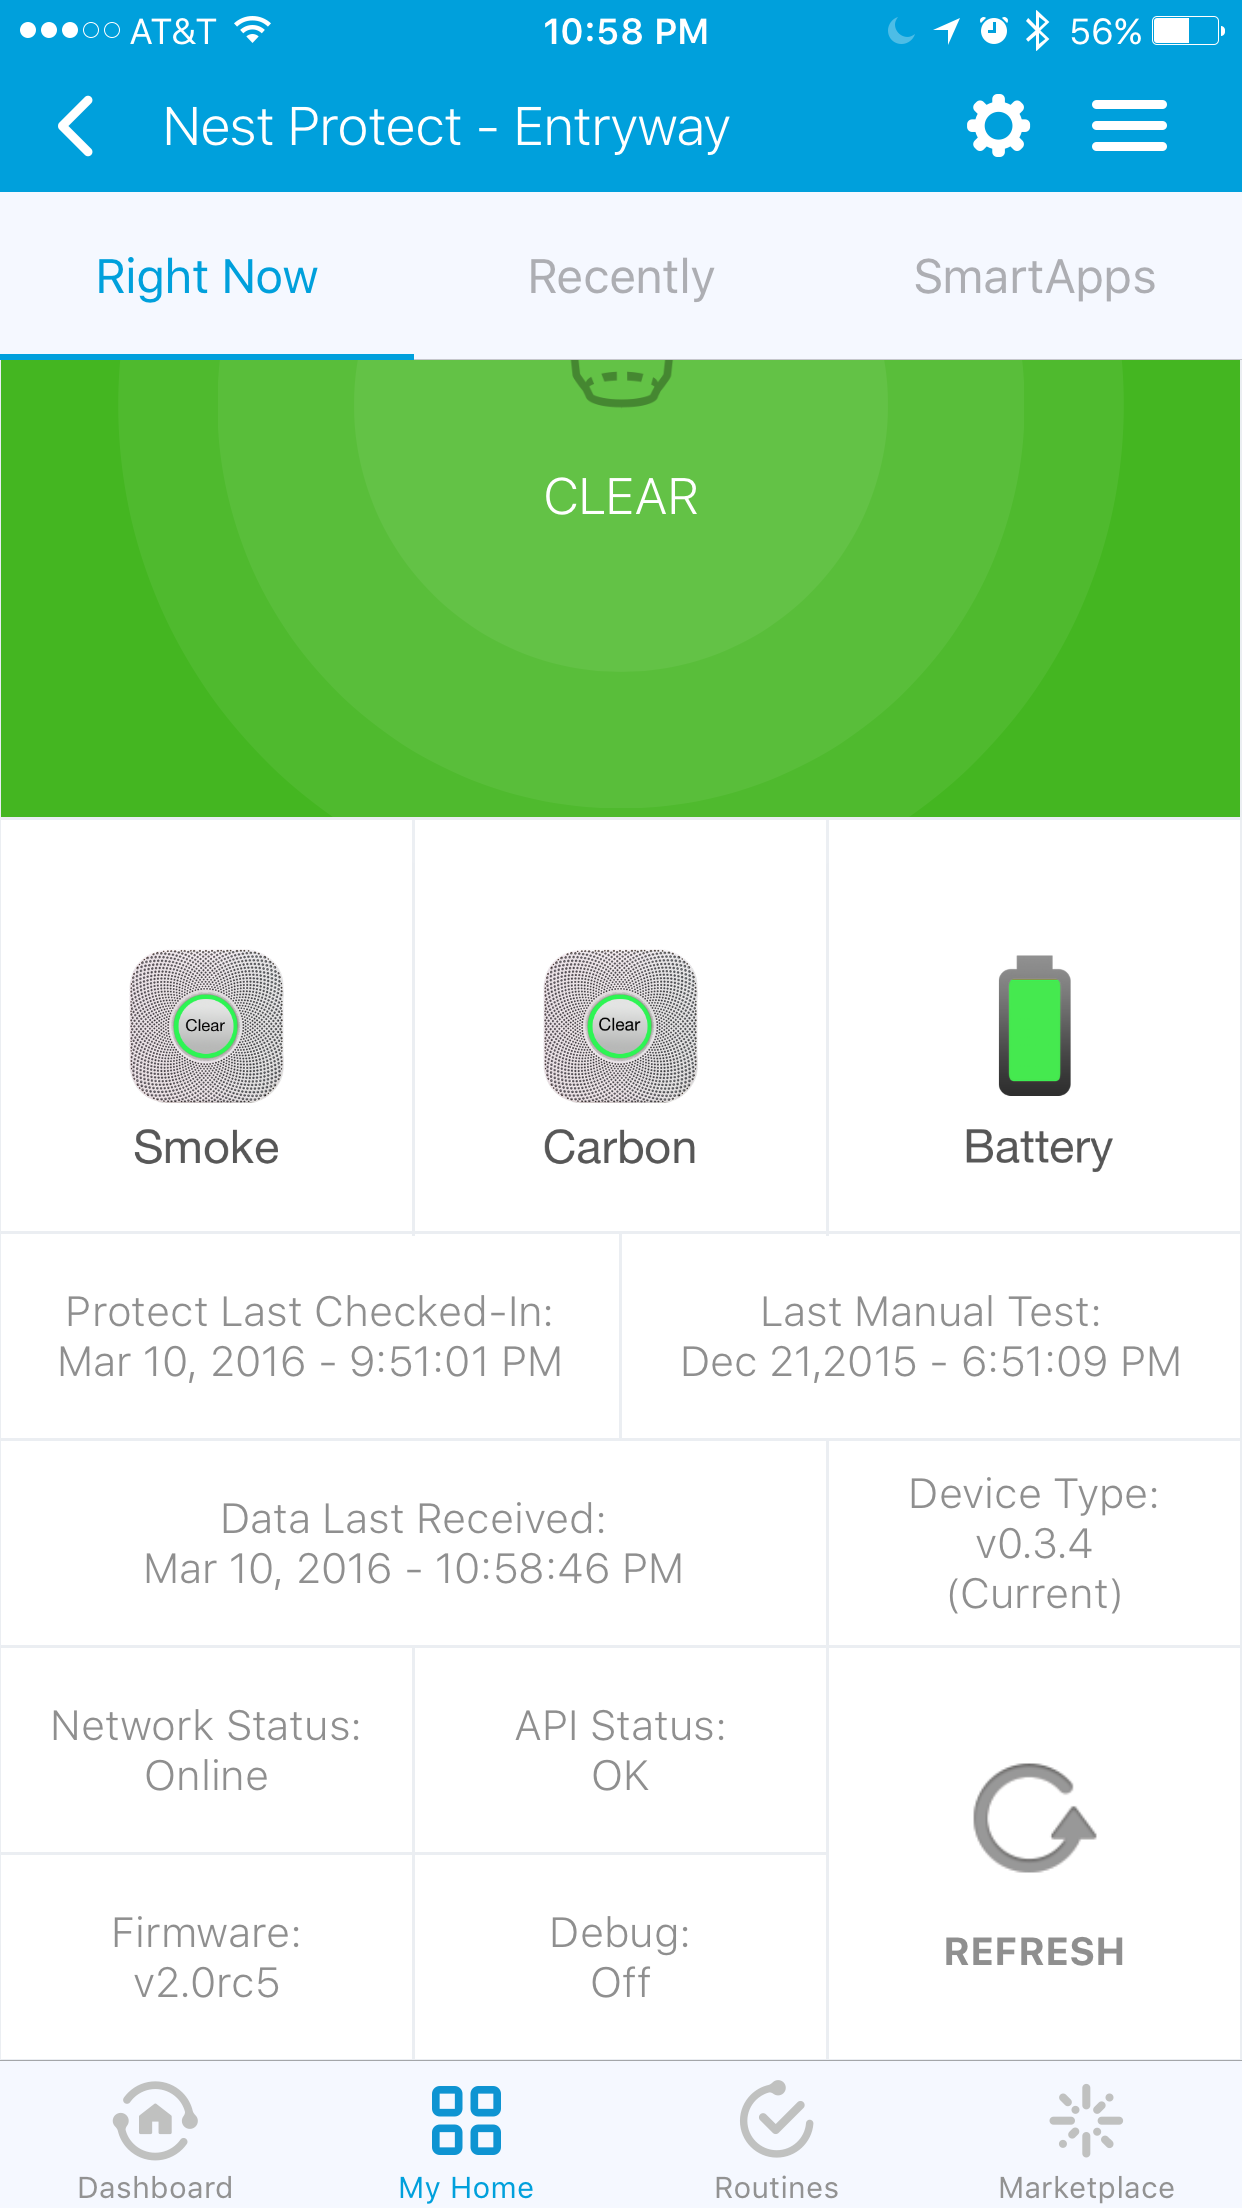 AT&T 10:58 PM 56%
Nest Protect - Entryway
Right Now Recently SmartApps
CLEAR
Clear Clear
Smoke Carbon Battery
Protect Last Checked-In:
Mar 10, 2016 - 9:51:01 PM
Last Manual Test:
Dec 21,2015 - 6:51:09 PM
Data Last Received:
Mar 10, 2016 - 10:58:46 PM
Device Type:
v0.3.4
(Current)
Network Status:
Online
API Status:
OK
Firmware:
v2.0rc5
Debug:
Off
REFRESH
Dashboard My Home Routines Marketplace